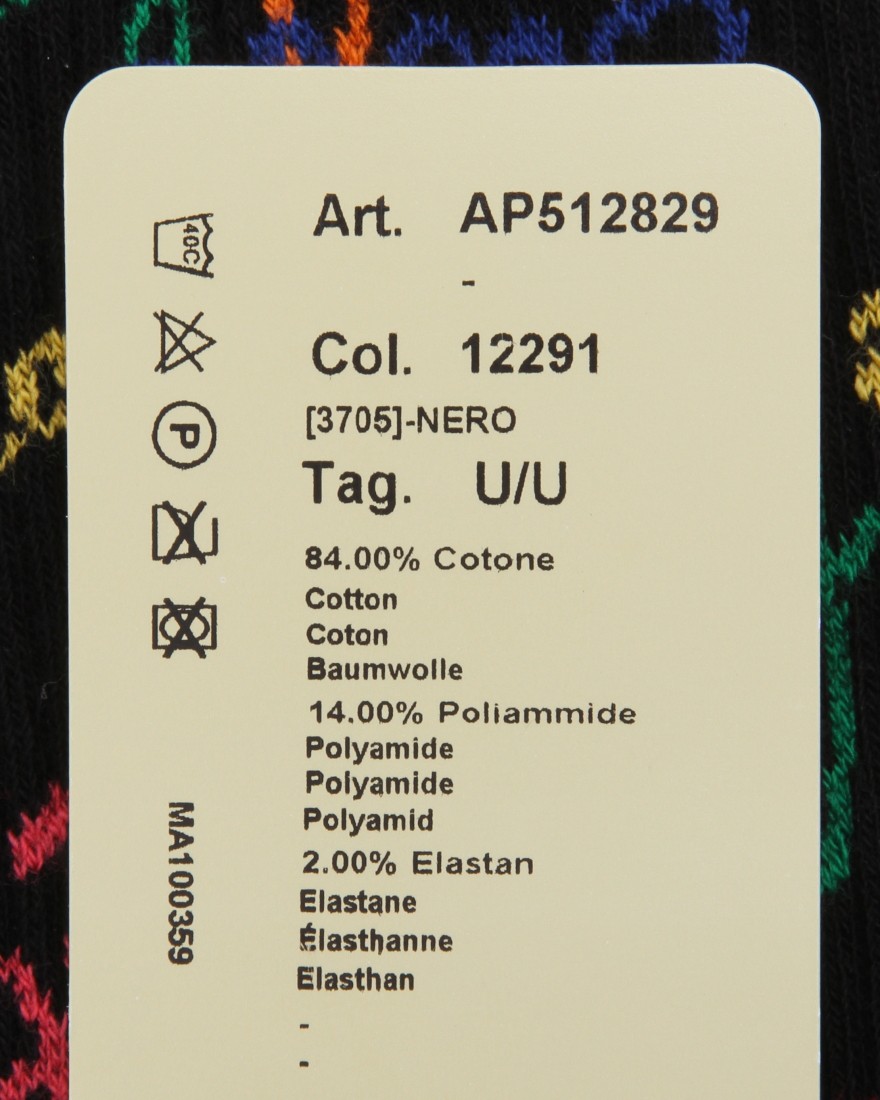 Art. AP512829
-
Col. 12291
[3705]-NERO
Tag. U/U
84.00% Cotone
Cotton
Coton
Baumwolle
14.00% Poliammide
Polyamide
Polyamide
Polyamid
2.00% Elastan
Elastane
Élasthanne
Elasthan
-
-
40C
P
MA100359